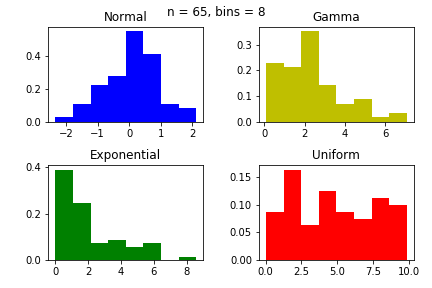 n = 65, bins = 8
Normal
Gamma
0.4
0.2
0.0
−2 −1 0 1 2
0.3
0.2
0.1
0.0
0 2 4 6
Exponential
Uniform
0.4
0.2
0.0
0 2 4 6 8
0.15
0.10
0.05
0.00
0.0 2.5 5.0 7.5 10.0